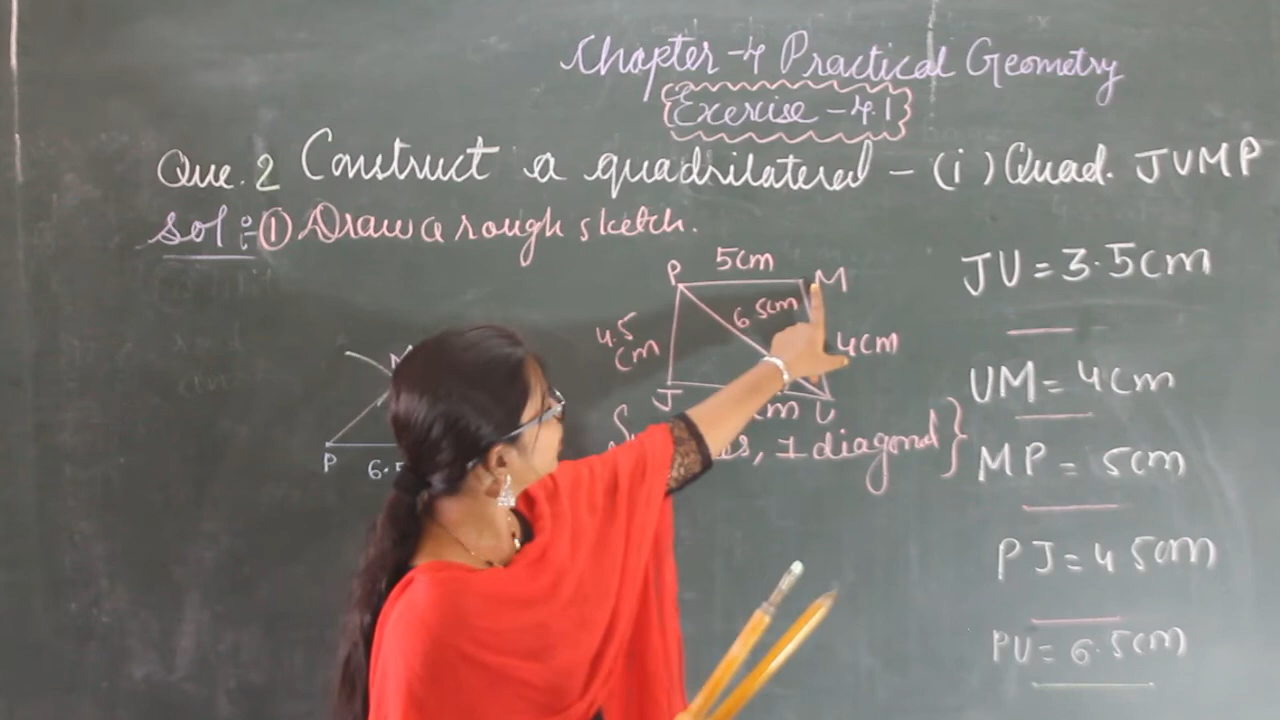 Chapter-4 Practical Geometry
Exercise-4.1
Que. 2 Construct a quadrilateral - (i) Quad. JUMP
Sol:- ① Draw a rough sketch.
P 5cm M
4.5 cm
6.5cm
4cm
J cm U
, 1 diagonal}
M
P 6.5
JU = 3.5cm
UM = 4cm
MP = 5cm
PJ = 4 5cm
PU = 6.5cm